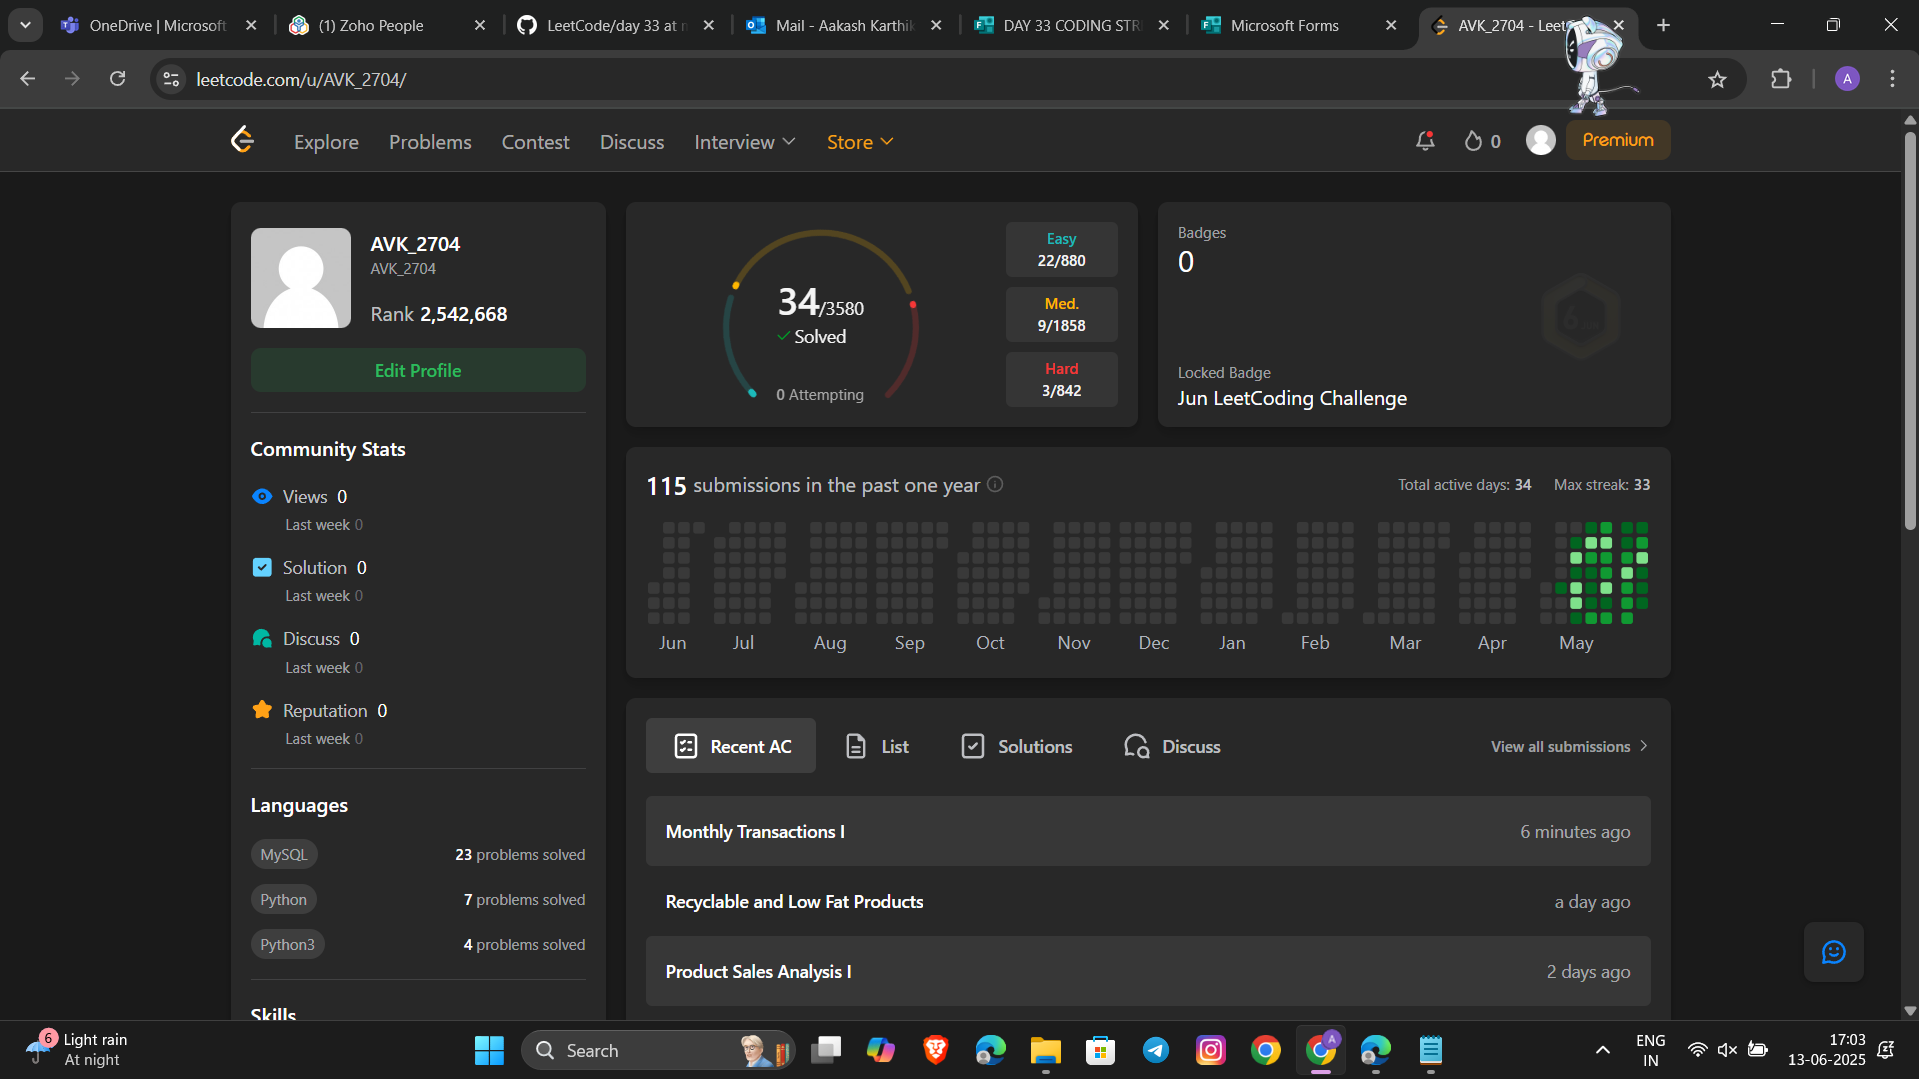 OneDrive | Microsoft
(1) Zoho People
LeetCode/day 33 at m
Mail - Aakash Karthik
DAY 33 CODING STR
Microsoft Forms
AVK_2704 - Leet
leetcode.com/u/AVK_2704/
A
Explore
Problems
Contest
Discuss
Interview
Store
0
Premium
AVK_2704
AVK_2704
Rank 2,542,668
Edit Profile
Community Stats
Views 0
Last week 0
Solution 0
Last week 0
Discuss 0
Last week 0
Reputation 0
Last week 0
Languages
MySQL
23 problems solved
Python
7 problems solved
Python3
4 problems solved
Skills
34/3580
Solved
0 Attempting
Easy
22/880
Med.
9/1858
Hard
3/842
Badges
0
Locked Badge
Jun LeetCoding Challenge
115 submissions in the past one year
Total active days: 34
Max streak: 33
Jun
Jul
Aug
Sep
Oct
Nov
Dec
Jan
Feb
Mar
Apr
May
Recent AC
List
Solutions
Discuss
View all submissions
Monthly Transactions I
6 minutes ago
Recyclable and Low Fat Products
a day ago
Product Sales Analysis I
2 days ago
6
Light rain
At night
Search
A
ENG
IN
17:03
13-06-2025